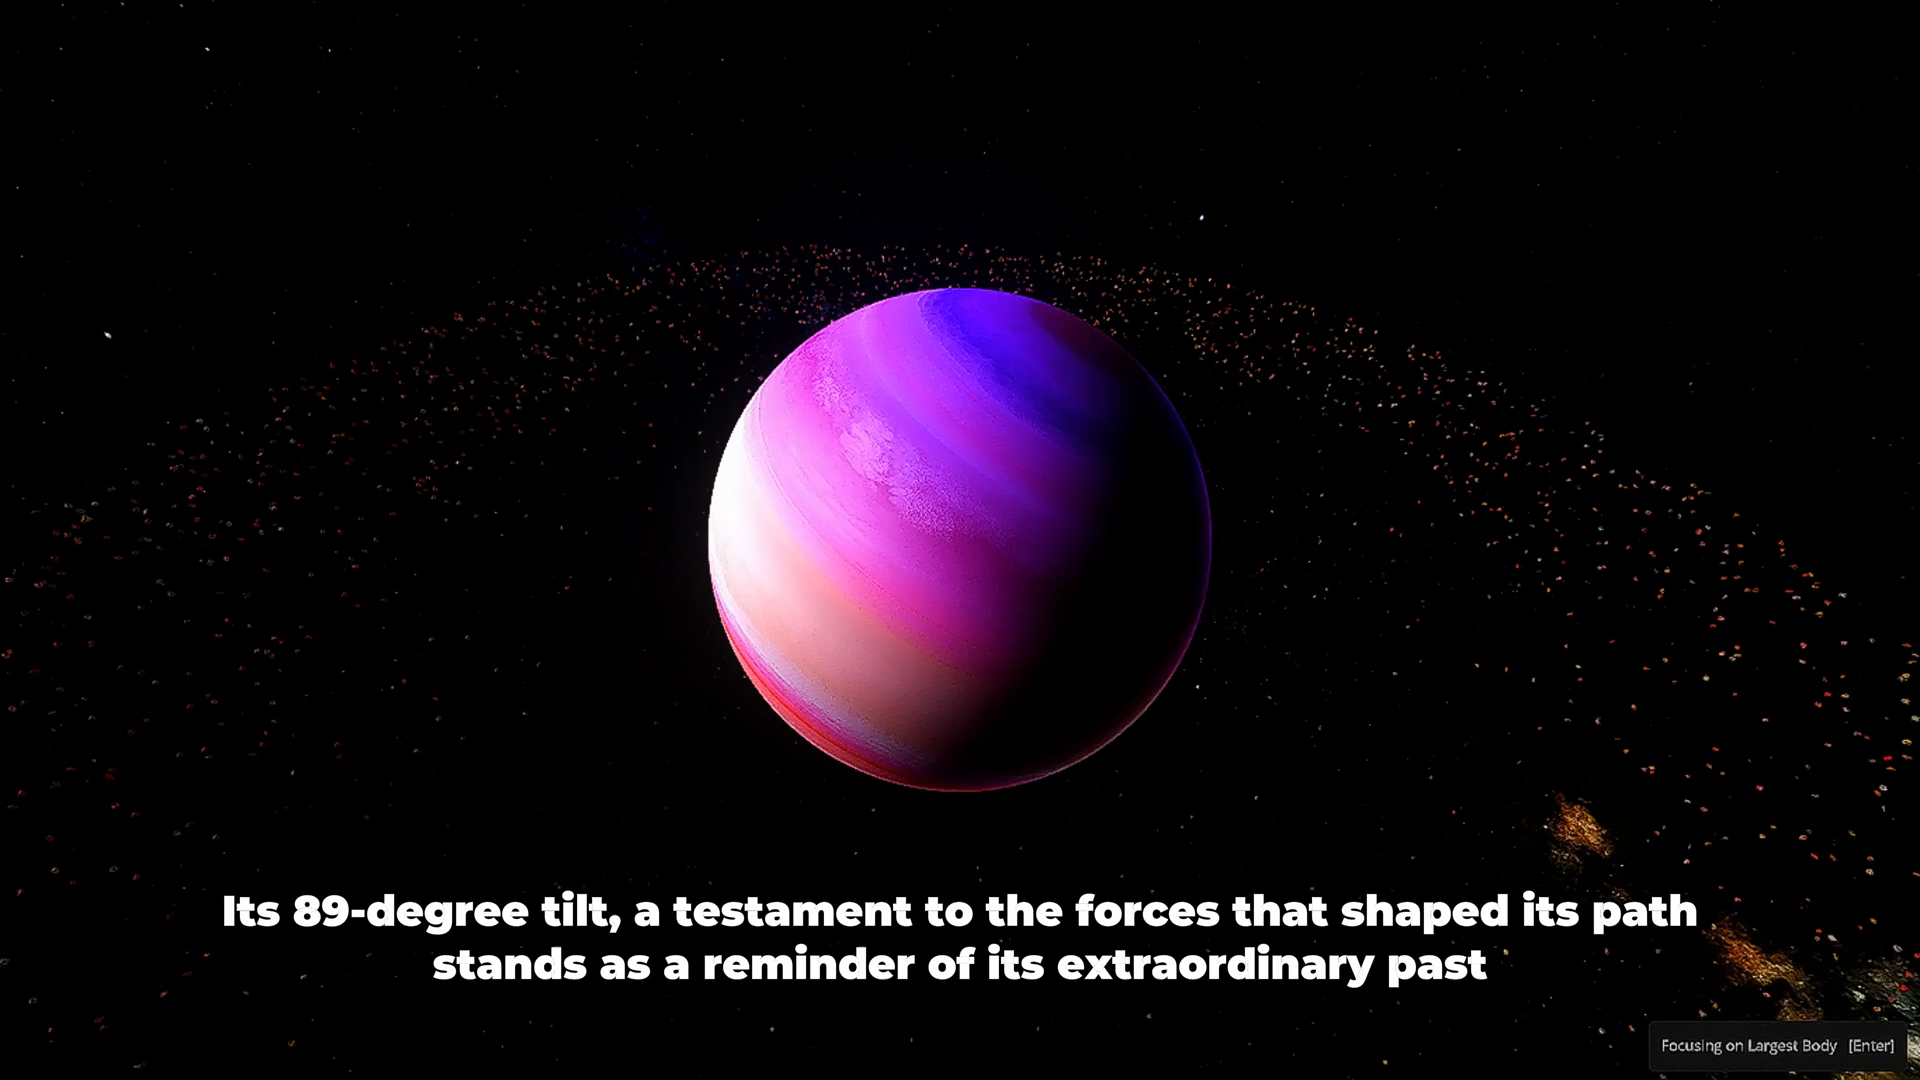 Its 89-degree tilt, a testament to the forces that shaped its path
stands as a reminder of its extraordinary past
Focusing on Largest Body [Enter]